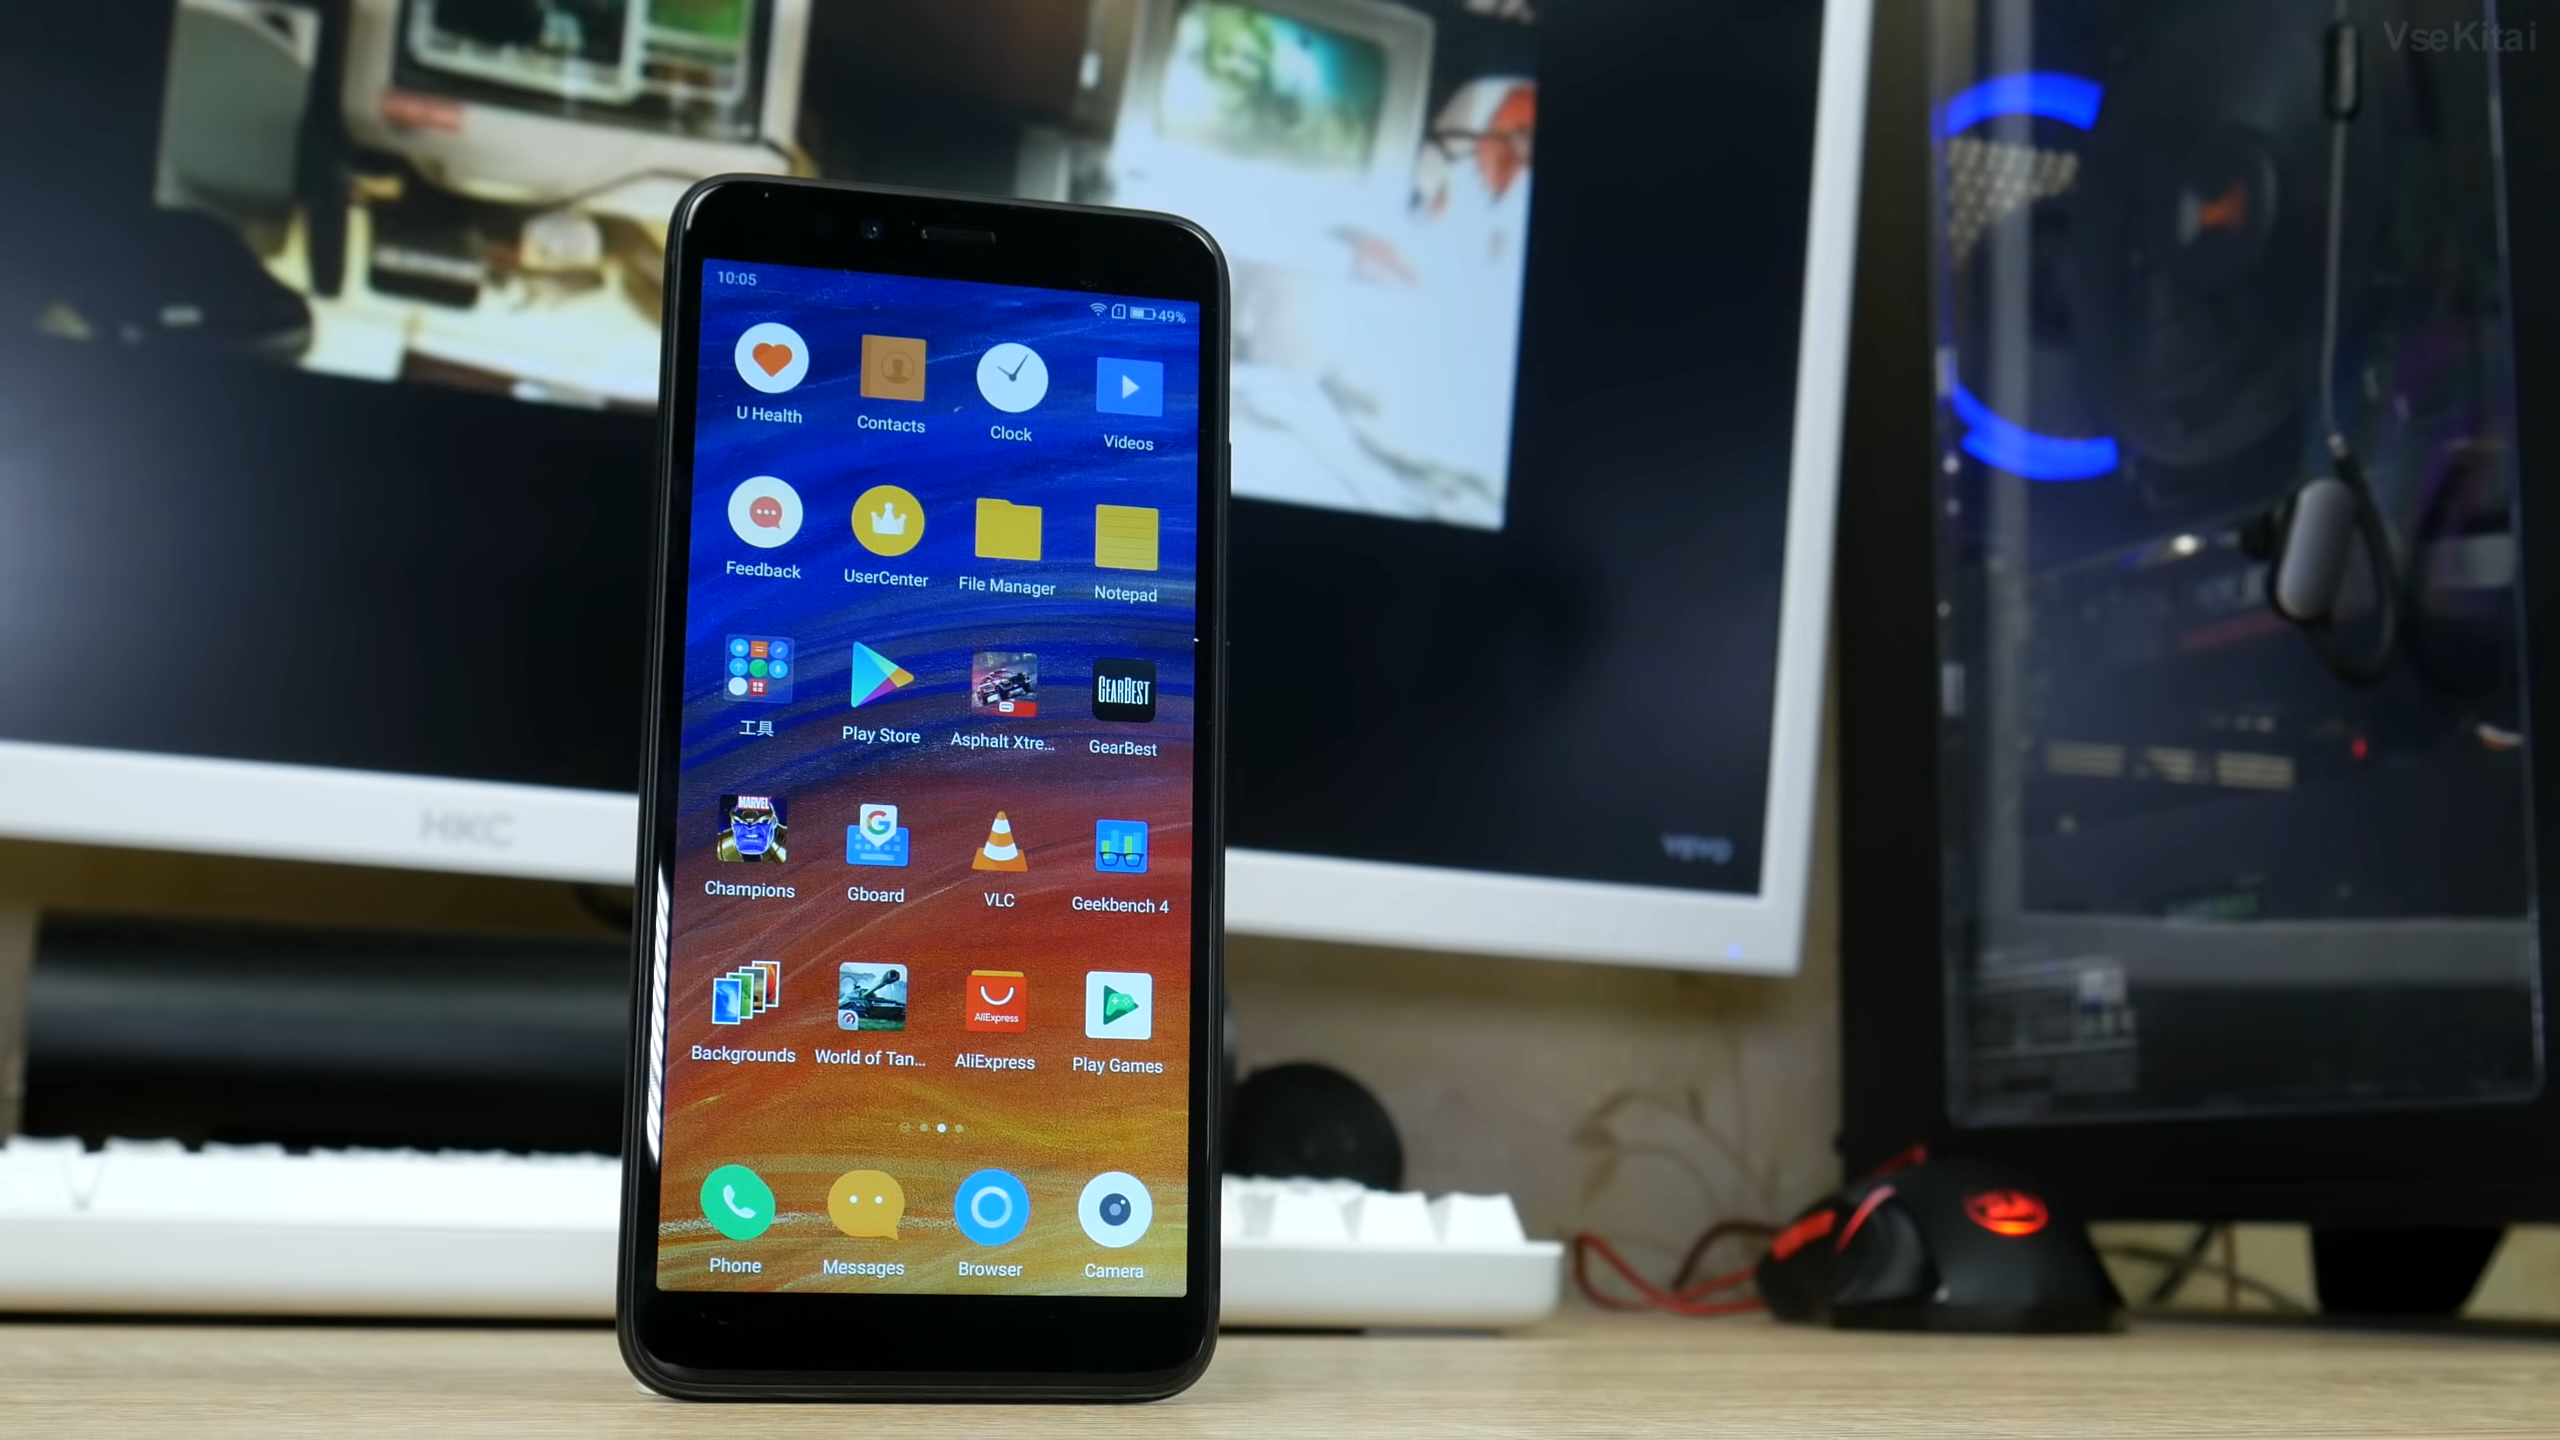 VseKitai
10:05
49%
U Health
Contacts
Clock
Videos
Feedback
UserCenter
File Manager
Notepad
工具
Play Store
Asphalt Xtre...
GEARBEST
GearBest
MARVEL
Champions
G
Gboard
VLC
Geekbench 4
Backgrounds
World of Tan...
AliExpress
AliExpress
Play Games
Phone
Messages
Browser
Camera
HKC
vevo